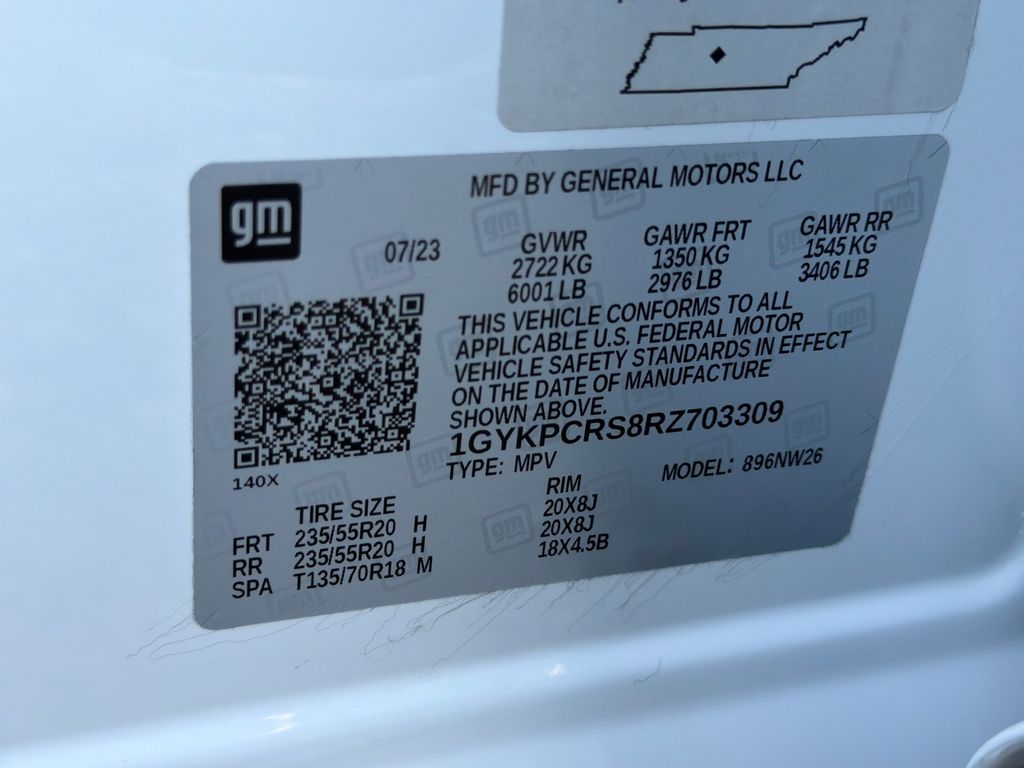 gm
MFD BY GENERAL MOTORS LLC
07/23
GVWR GAWR FRT GAWR RR
2722 KG 1350 KG 1545 KG
6001 LB 2976 LB 3406 LB
THIS VEHICLE CONFORMS TO ALL
APPLICABLE U.S. FEDERAL MOTOR
VEHICLE SAFETY STANDARDS IN EFFECT
ON THE DATE OF MANUFACTURE
SHOWN ABOVE.
1GYKPCRS8RZ703309
TYPE: MPV MODEL: 896NW26
140X
TIRE SIZE RIM
FRT 235/55R20 H 20X8J
RR 235/55R20 H 20X8J
SPA T135/70R18 M 18X4.5B